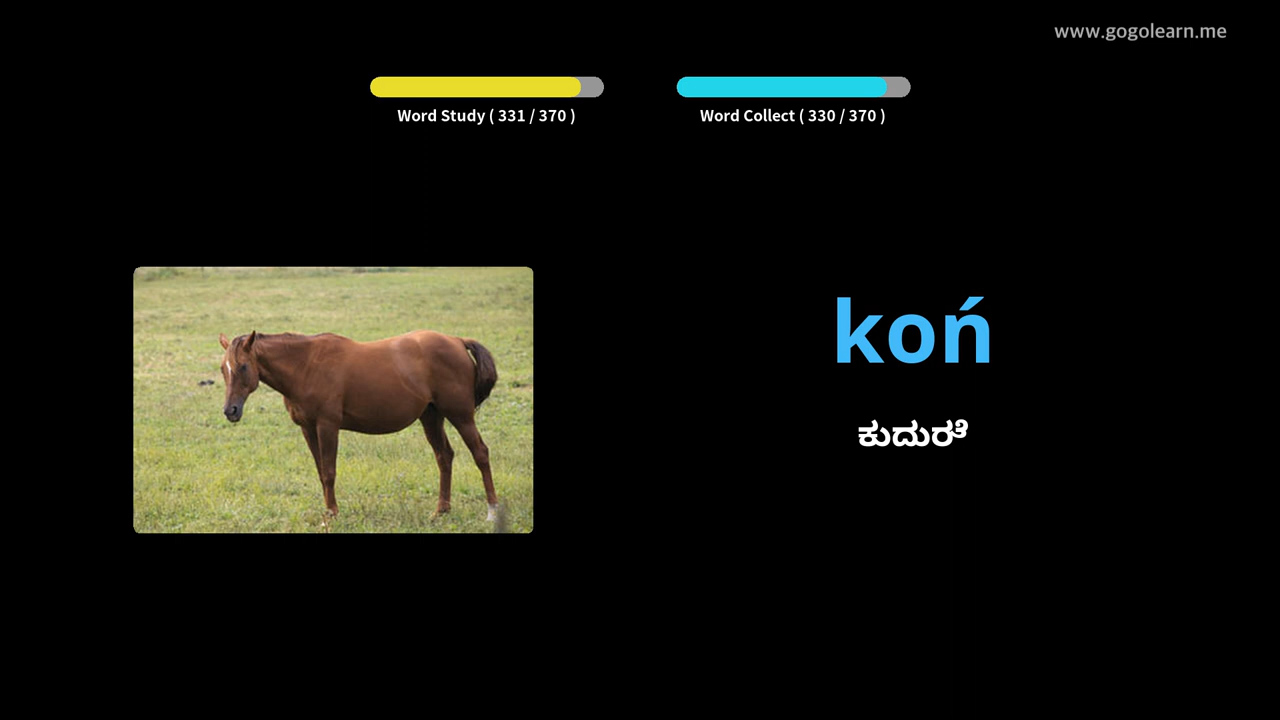 www.gogolearn.me
Word Study ( 331 / 370 )
Word Collect ( 330 / 370 )
koń
ಕುದುರೆ